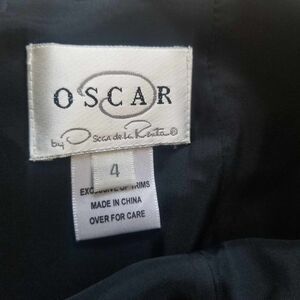 OSCAR
by Oscar de la Renta®
4
EXCLUSIVE OF TRIMS
MADE IN CHINA
OVER FOR CARE